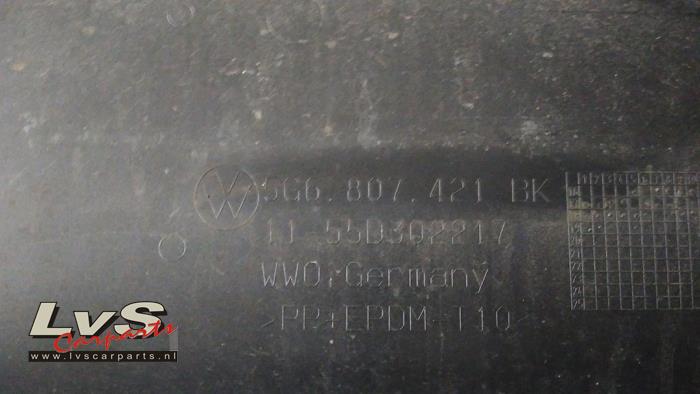 5G6.807.421 BK
11-55D302217
WWO,Germany
>PP+EPDM-T10<
LvS
Carparts
www.lvscarparts.nl